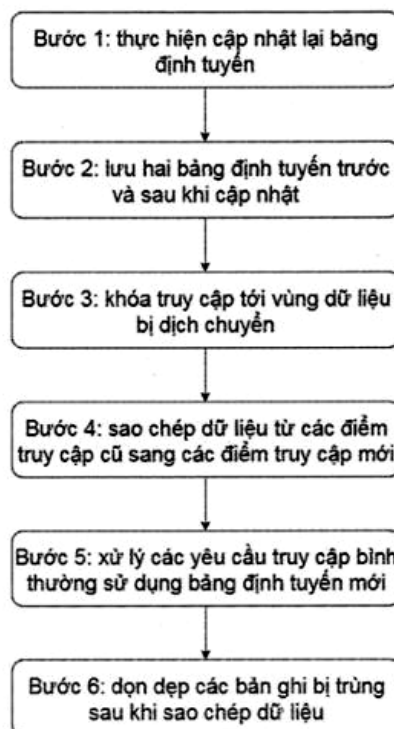 Bước 1: thực hiện cập nhật lại bảng
định tuyến
Bước 2: lưu hai bảng định tuyến trước
và sau khi cập nhật
Bước 3: khóa truy cập tới vùng dữ liệu
bị dịch chuyển
Bước 4: sao chép dữ liệu từ các điểm
truy cập cũ sang các điểm truy cập mới
Bước 5: xử lý các yêu cầu truy cập bình
thường sử dụng bảng định tuyến mới
Bước 6: dọn dẹp các bản ghi bị trùng
sau khi sao chép dữ liệu